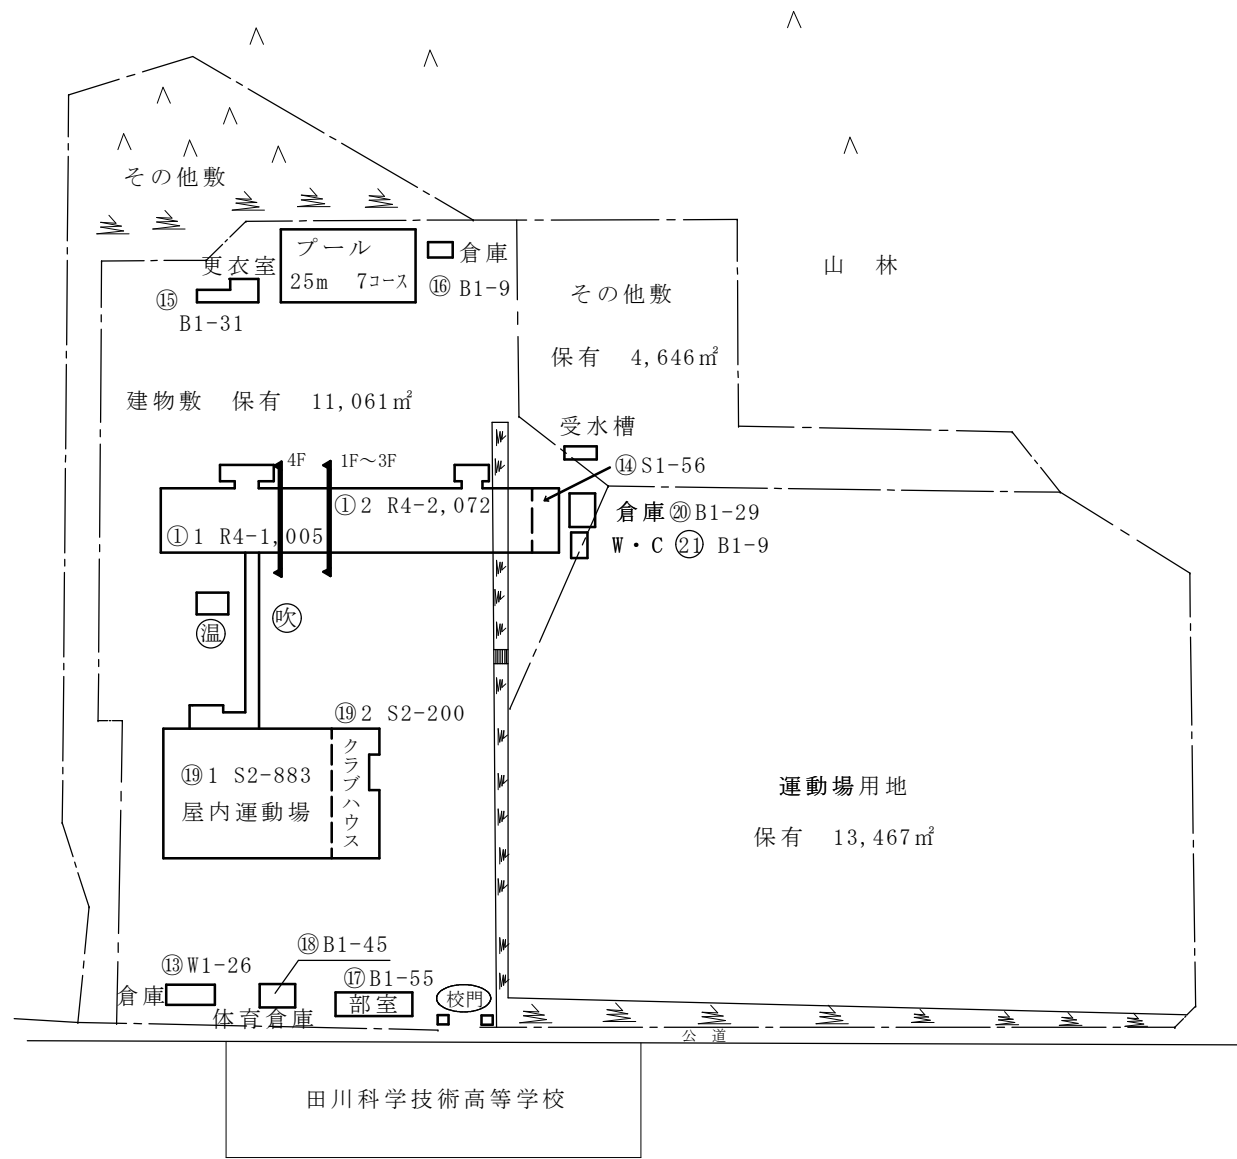 その他敷
プール
25m 7コース
倉庫
⑯ B1-9
更衣室
⑮
B1-31
山 林
その他敷
保有 4,646㎡
建物敷 保有 11,061㎡
受水槽
4F
1F～3F
⑭S1-56
①2 R4-2,072
①1 R4-1,005
倉庫⑳B1-29
W・C ㉑ B1-9
温
吹
⑲2 S2-200
クラブハウス
⑲1 S2-883
屋内運動場
運動場用地
保有 13,467㎡
⑱B1-45
⑬W1-26
⑰B1-55
倉庫
体育倉庫
部室
校門
公 道
田川科学技術高等学校